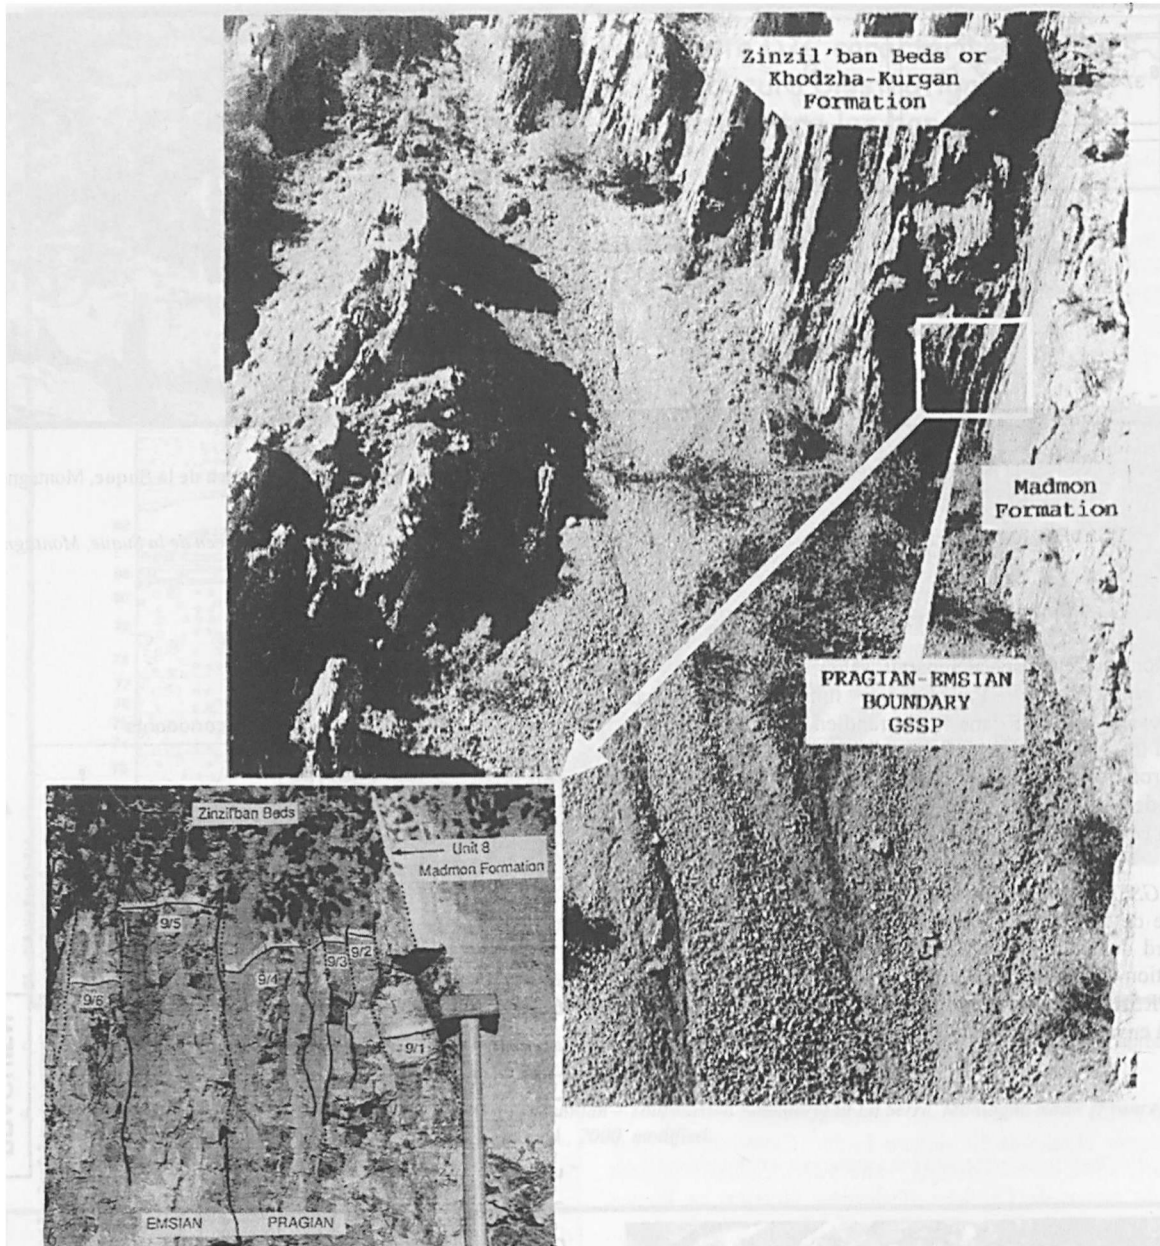 Zinzil'ban Beds or
Khodzha-Kurgan
Formation
Madmon
Formation
PRAGIAN-EMSIAN
BOUNDARY
GSSP
Zinzil'ban Beds
Unit 8
Madmon Formation
9/5
9/2
9/3
9/4
9/6
9/1
EMSIAN PRAGIAN